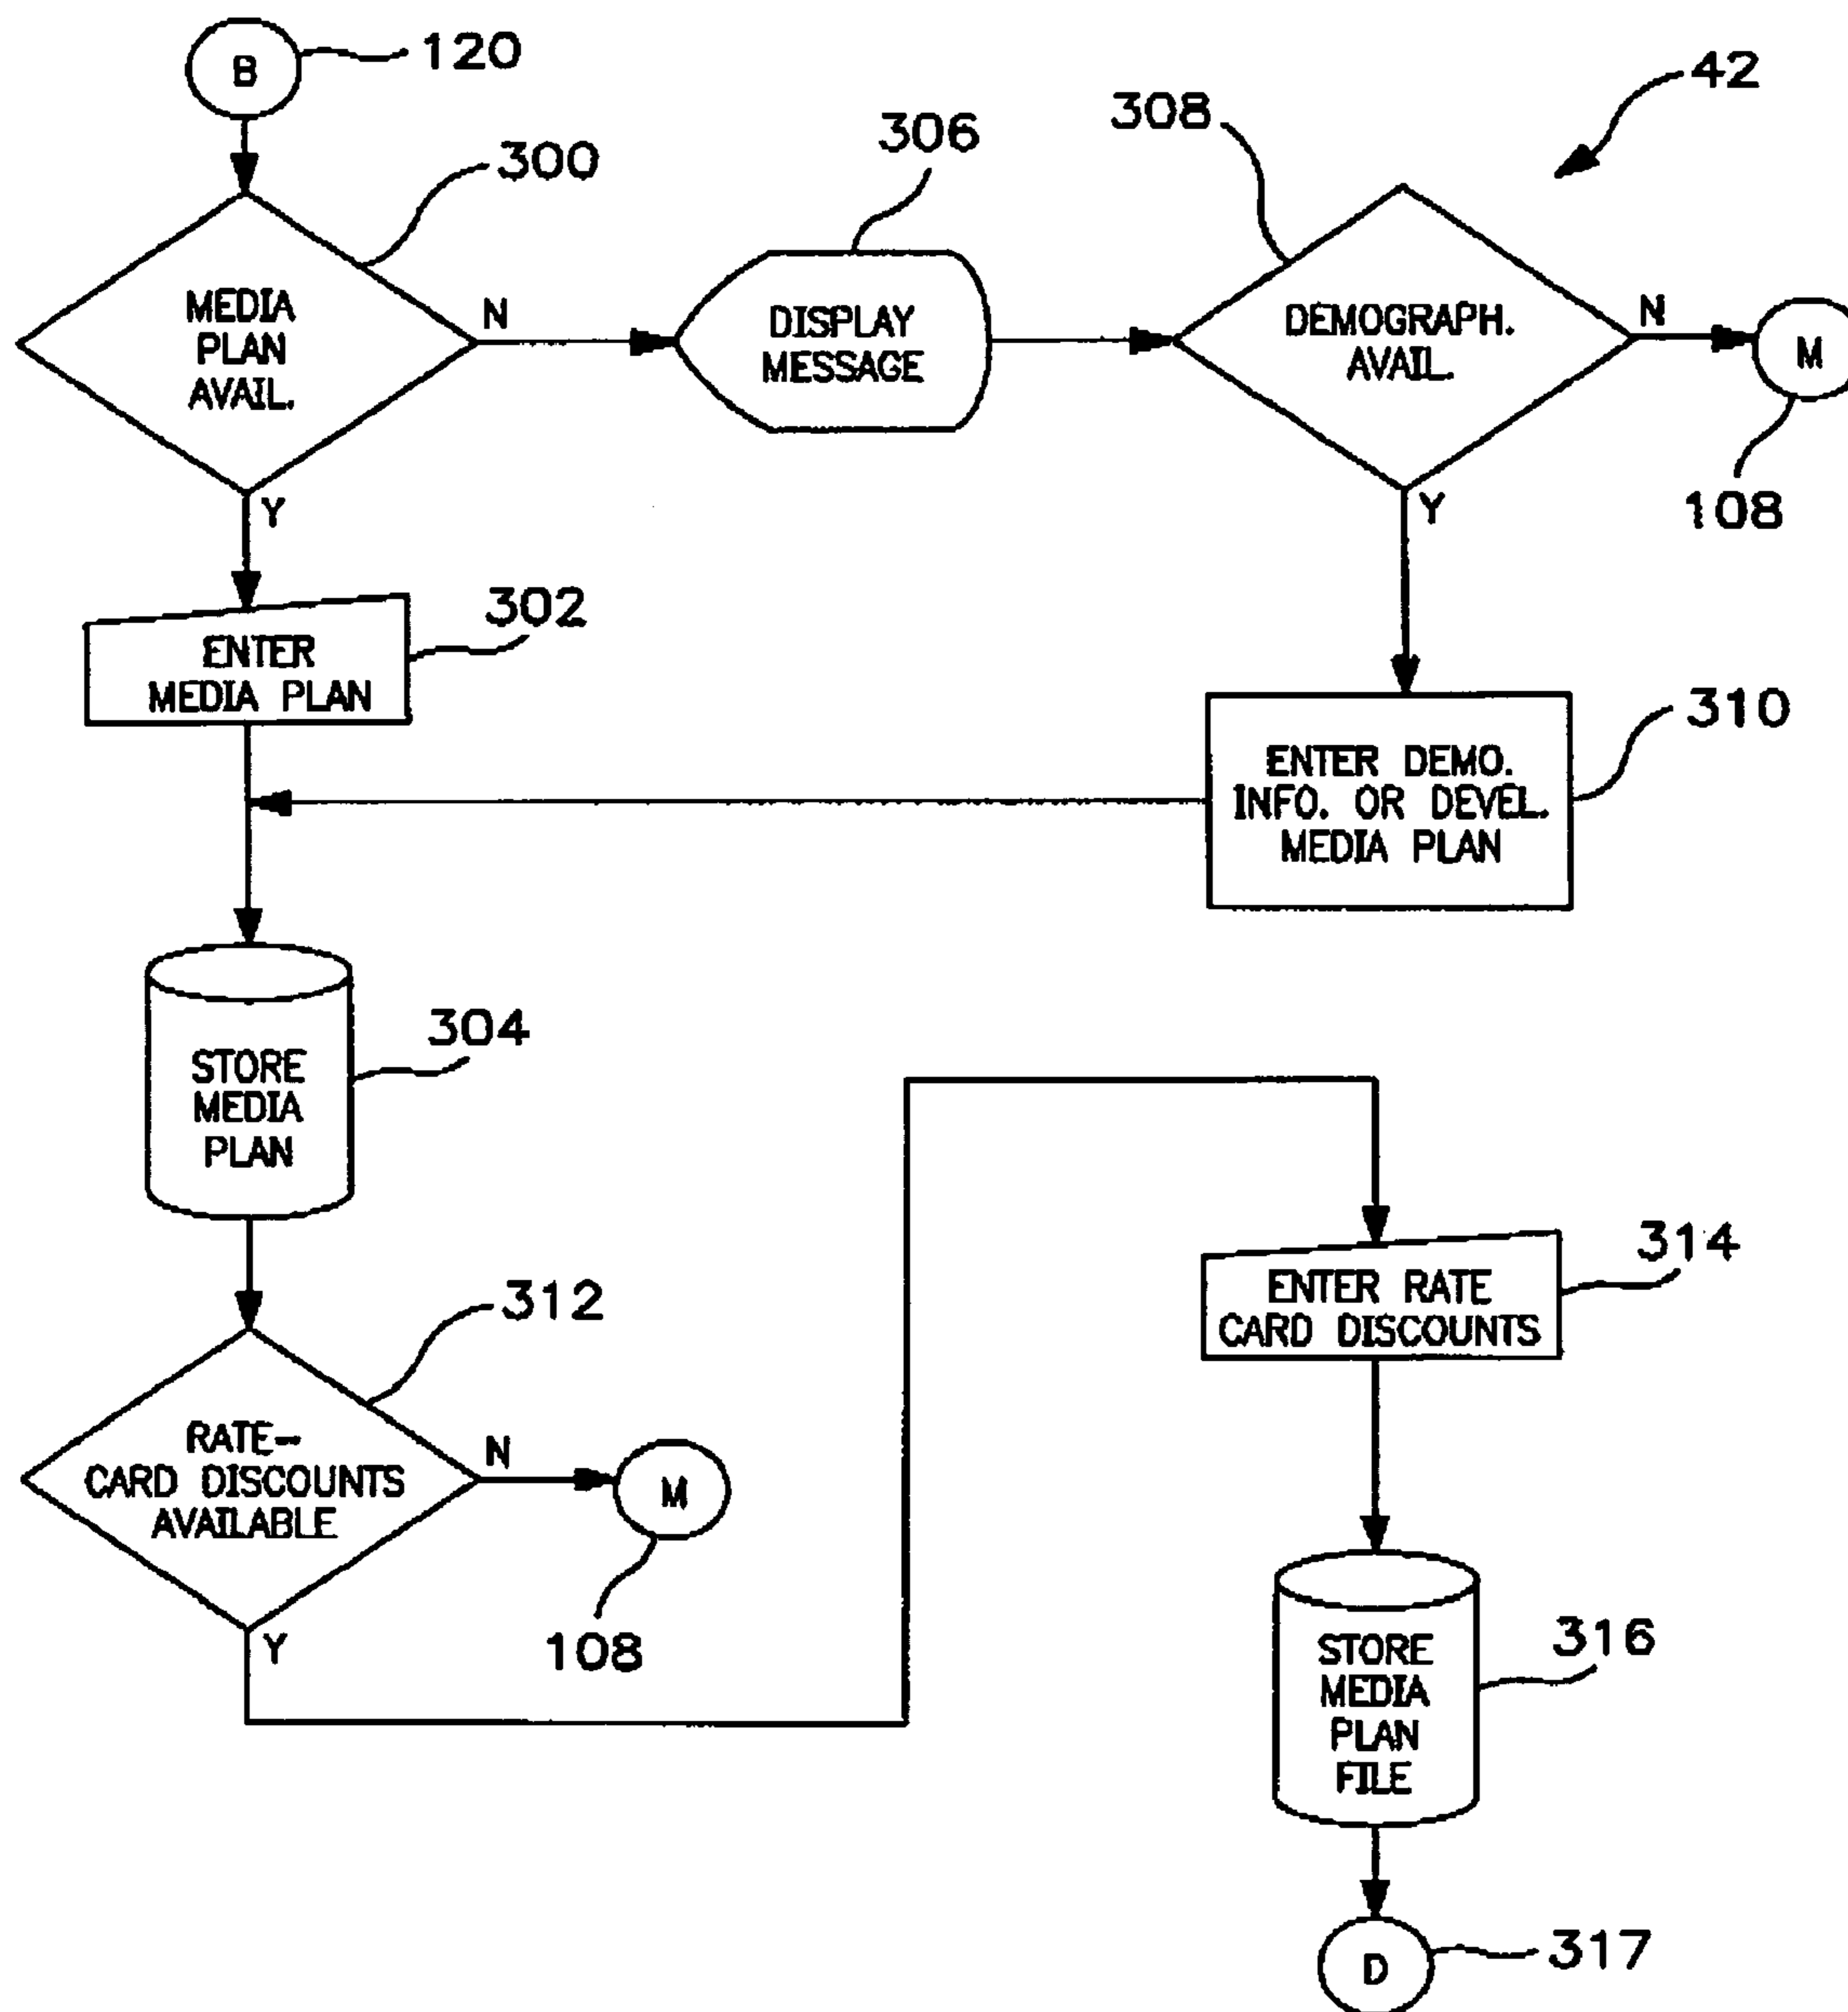 B
120
42
308
306
300
MEDIA
PLAN
AVAIL.
N
DISPLAY
MESSAGE
DEMOGRAPH.
AVAIL.
N
M
108
Y
Y
302
ENTER
MEDIA PLAN
310
ENTER DEMO.
INFO. OR DEVEL.
MEDIA PLAN
304
STORE
MEDIA
PLAN
314
ENTER RATE
CARD DISCOUNTS
312
RATE-
CARD DISCOUNTS
AVAILABLE
N
M
108
Y
316
STORE
MEDIA
PLAN
FILE
D
317